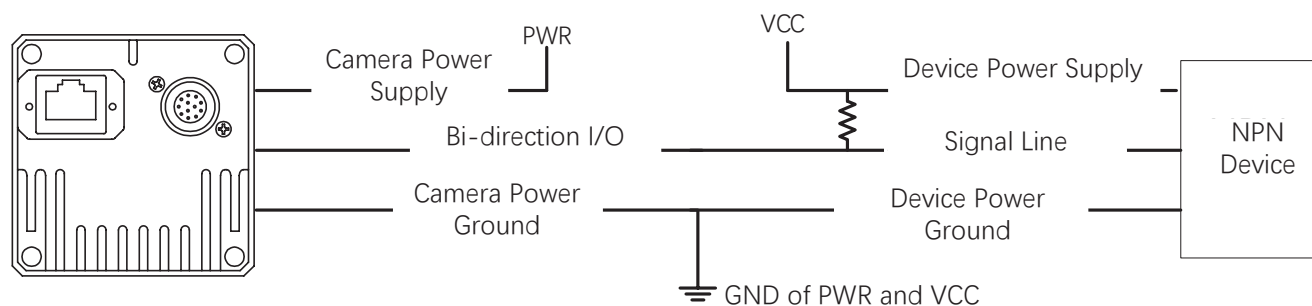 PWR
VCC
Camera Power
Supply
Device Power Supply
Bi-direction I/O
Signal Line
NPN
Device
Camera Power
Ground
Device Power
Ground
GND of PWR and VCC